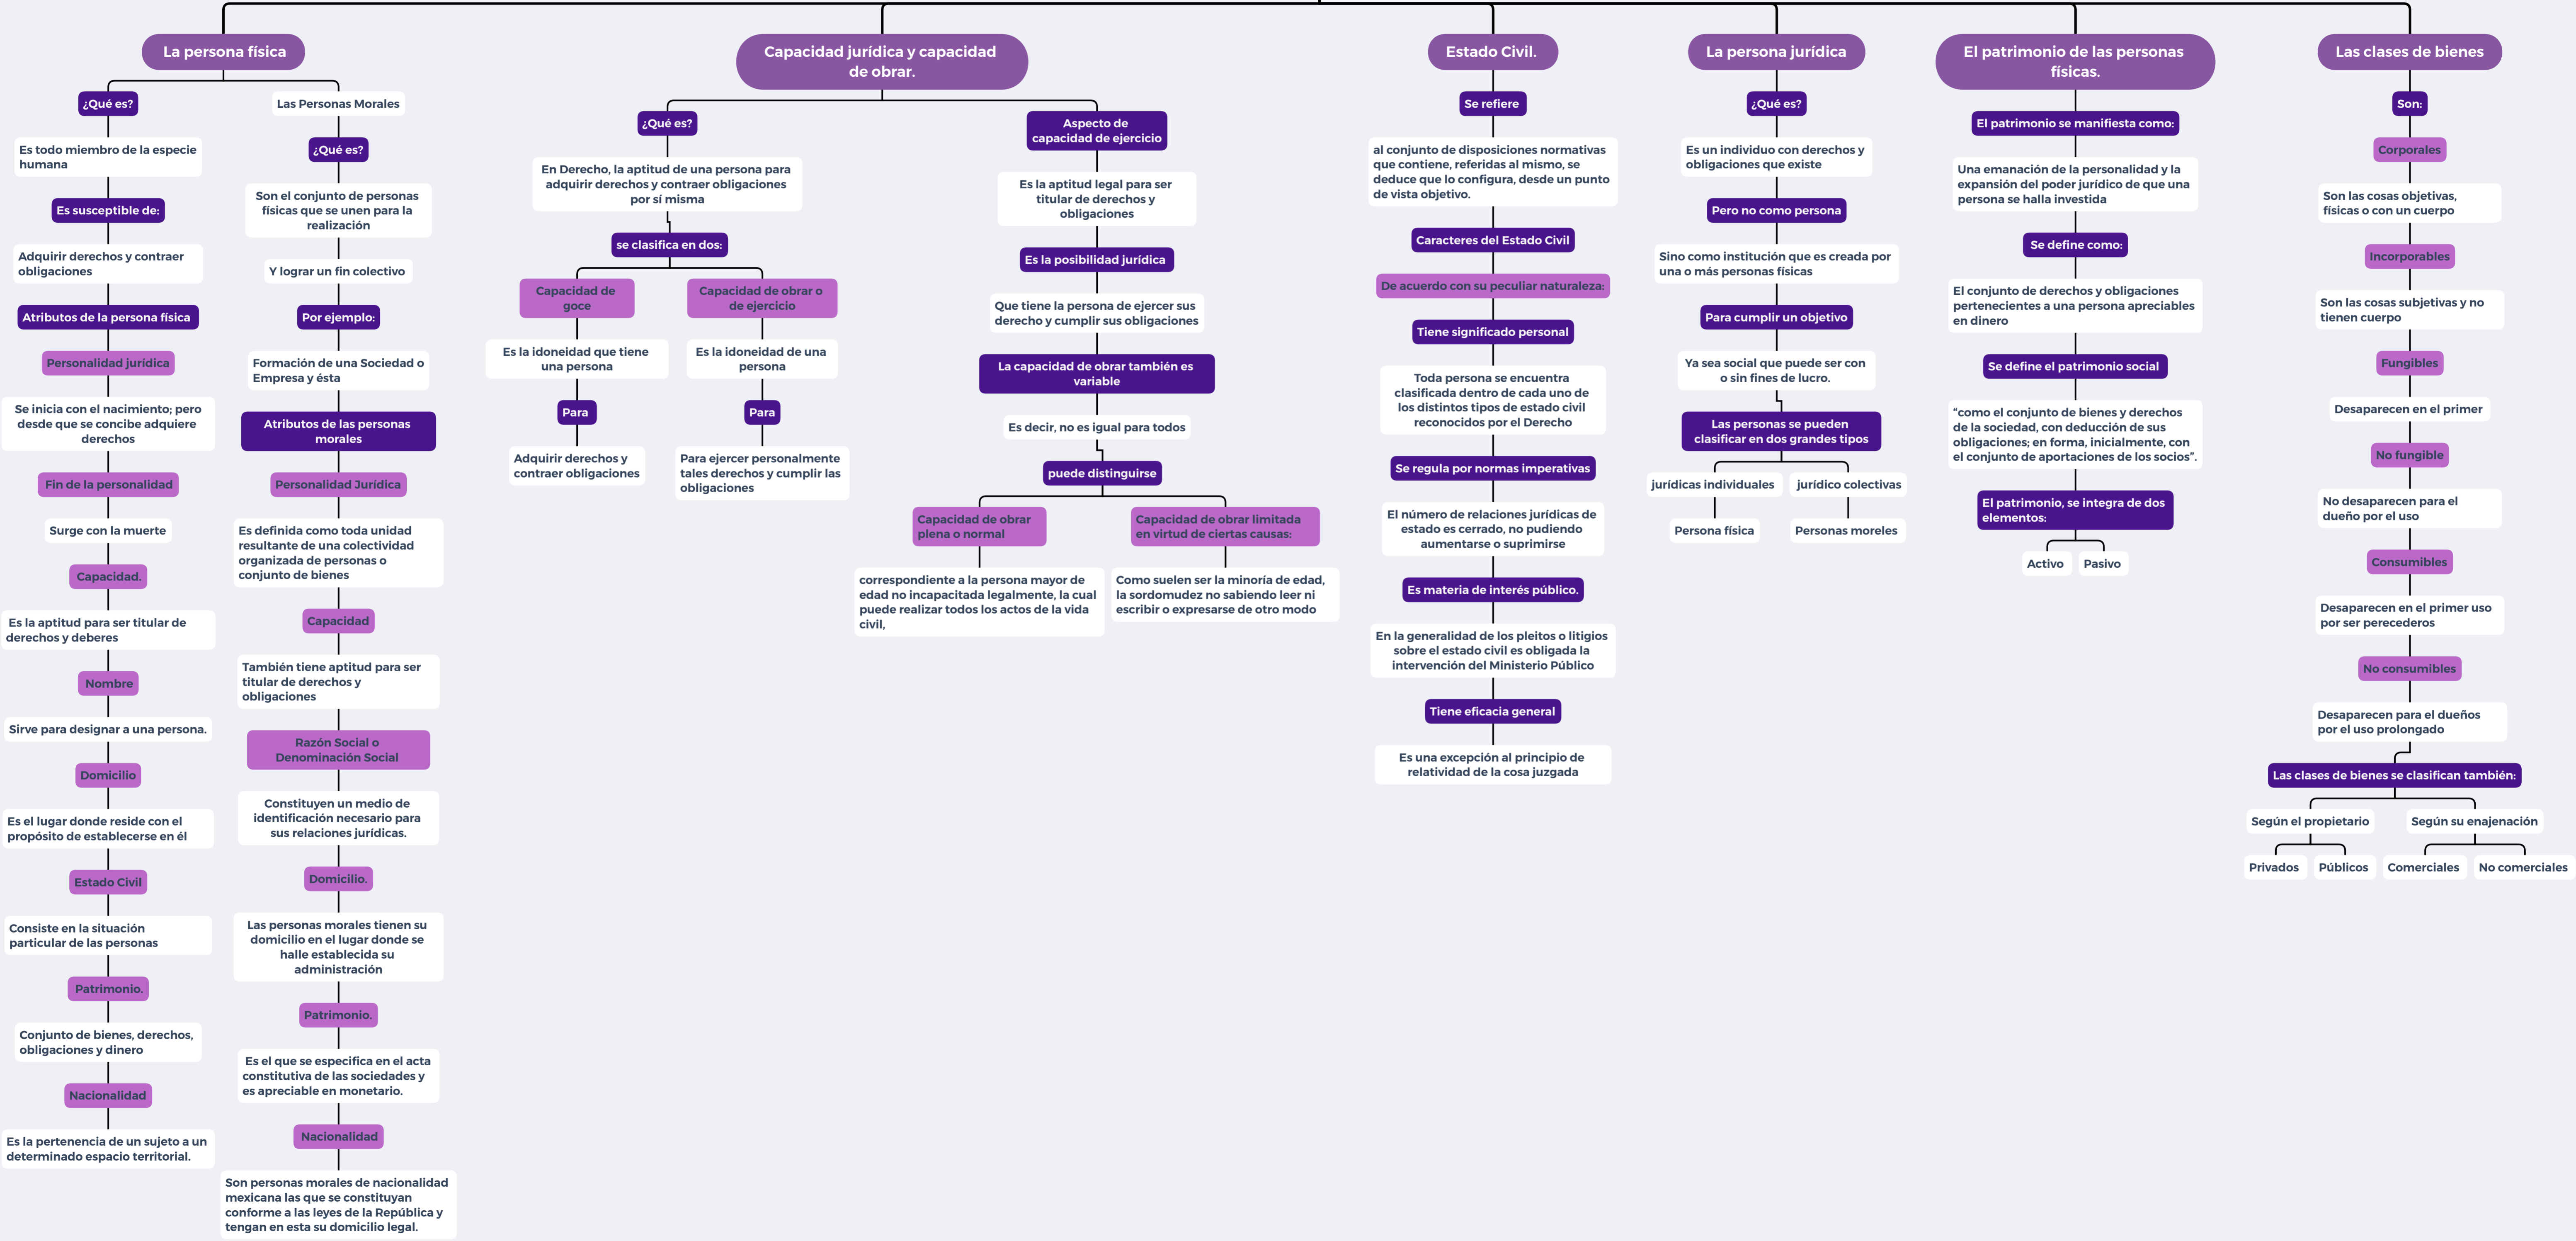 La persona física
¿Qué es?
Es todo miembro de la especie
humana
Es susceptible de:
Adquirir derechos y contraer
obligaciones
Atributos de la persona física
Personalidad jurídica
Se inicia con el nacimiento; pero
desde que se concibe adquiere
derechos
Fin de la personalidad
Surge con la muerte
Capacidad.
Es la aptitud para ser titular de
derechos y deberes
Nombre
Sirve para designar a una persona.
Domicilio
Es el lugar donde reside con el
propósito de establecerse en él
Estado Civil
Consiste en la situación
particular de las personas
Patrimonio.
Conjunto de bienes, derechos,
obligaciones y dinero
Nacionalidad
Es la pertenencia de un sujeto a un
determinado espacio territorial.
Las Personas Morales
¿Qué es?
Son el conjunto de personas
físicas que se unen para la
realización
Y lograr un fin colectivo
Por ejemplo:
Formación de una Sociedad o
Empresa y ésta
Atributos de las personas
morales
Personalidad Jurídica
Es definida como toda unidad
resultante de una colectividad
organizada de personas o
conjunto de bienes
Capacidad
También tiene aptitud para ser
titular de derechos y
obligaciones
Razón Social o
Denominación Social
Constituyen un medio de
identificación necesario para
sus relaciones jurídicas.
Domicilio.
Las personas morales tienen su
domicilio en el lugar donde se
halle establecida su
administración
Patrimonio.
Es el que se especifica en el acta
constitutiva de las sociedades y
es apreciable en monetario.
Nacionalidad
Son personas morales de nacionalidad
mexicana las que se constituyan
conforme a las leyes de la República y
tengan en esta su domicilio legal.
Capacidad jurídica y capacidad
de obrar.
¿Qué es?
En Derecho, la aptitud de una persona para
adquirir derechos y contraer obligaciones
por sí misma
se clasifica en dos:
Capacidad de
goce
Es la idoneidad que tiene
una persona
Para
Adquirir derechos y
contraer obligaciones
Capacidad de obrar o
de ejercicio
Es la idoneidad de una
persona
Para
Para ejercer personalmente
tales derechos y cumplir las
obligaciones
Aspecto de
capacidad de ejercicio
Es la aptitud legal para ser
titular de derechos y
obligaciones
Es la posibilidad jurídica
Que tiene la persona de ejercer sus
derecho y cumplir sus obligaciones
La capacidad de obrar también es
variable
Es decir, no es igual para todos
puede distinguirse
Capacidad de obrar
plena o normal
correspondiente a la persona mayor de
edad no incapacitada legalmente, la cual
puede realizar todos los actos de la vida
civil,
Capacidad de obrar limitada
en virtud de ciertas causas:
Como suelen ser la minoría de edad,
la sordomudez no sabiendo leer ni
escribir o expresarse de otro modo
Estado Civil.
Se refiere
al conjunto de disposiciones normativas
que contiene, referidas al mismo, se
deduce que lo configura, desde un punto
de vista objetivo.
Caracteres del Estado Civil
De acuerdo con su peculiar naturaleza:
Tiene significado personal
Toda persona se encuentra
clasificada dentro de cada uno de
los distintos tipos de estado civil
reconocidos por el Derecho
Se regula por normas imperativas
El número de relaciones jurídicas de
estado es cerrado, no pudiendo
aumentarse o suprimirse
Es materia de interés público.
En la generalidad de los pleitos o litigios
sobre el estado civil es obligada la
intervención del Ministerio Público
Tiene eficacia general
Es una excepción al principio de
relatividad de la cosa juzgada
La persona jurídica
¿Qué es?
Es un individuo con derechos y
obligaciones que existe
Pero no como persona
Sino como institución que es creada por
una o más personas físicas
Para cumplir un objetivo
Ya sea social que puede ser con
o sin fines de lucro.
Las personas se pueden
clasificar en dos grandes tipos
jurídicas individuales
Persona física
jurídico colectivas
Personas moreles
El patrimonio de las personas
físicas.
El patrimonio se manifiesta como:
Una emanación de la personalidad y la
expansión del poder jurídico de que una
persona se halla investida
Se define como:
El conjunto de derechos y obligaciones
pertenecientes a una persona apreciables
en dinero
Se define el patrimonio social
“como el conjunto de bienes y derechos
de la sociedad, con deducción de sus
obligaciones; en forma, inicialmente, con
el conjunto de aportaciones de los socios”.
El patrimonio, se integra de dos
elementos:
Activo
Pasivo
Las clases de bienes
Son:
Corporales
Son las cosas objetivas,
físicas o con un cuerpo
Incorporables
Son las cosas subjetivas y no
tienen cuerpo
Fungibles
Desaparecen en el primer
No fungible
No desaparecen para el
dueño por el uso
Consumibles
Desaparecen en el primer uso
por ser perecederos
No consumibles
Desaparecen para el dueños
por el uso prolongado
Las clases de bienes se clasifican también:
Según el propietario
Privados
Públicos
Según su enajenación
Comerciales
No comerciales